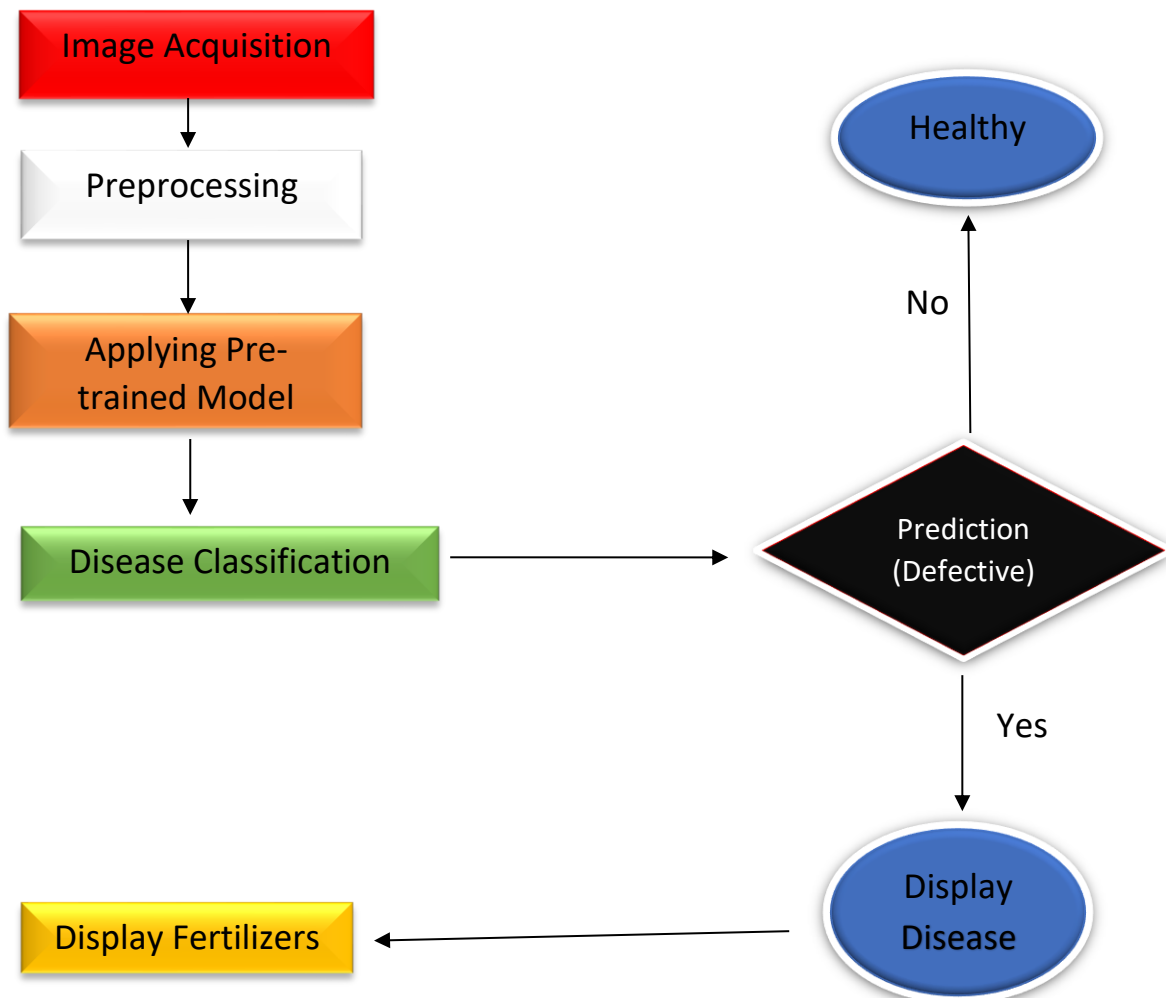 Image Acquisition
Preprocessing
Applying Pre-
trained Model
Disease Classification
Prediction
(Defective)
No
Healthy
Yes
Display
Disease
Display Fertilizers